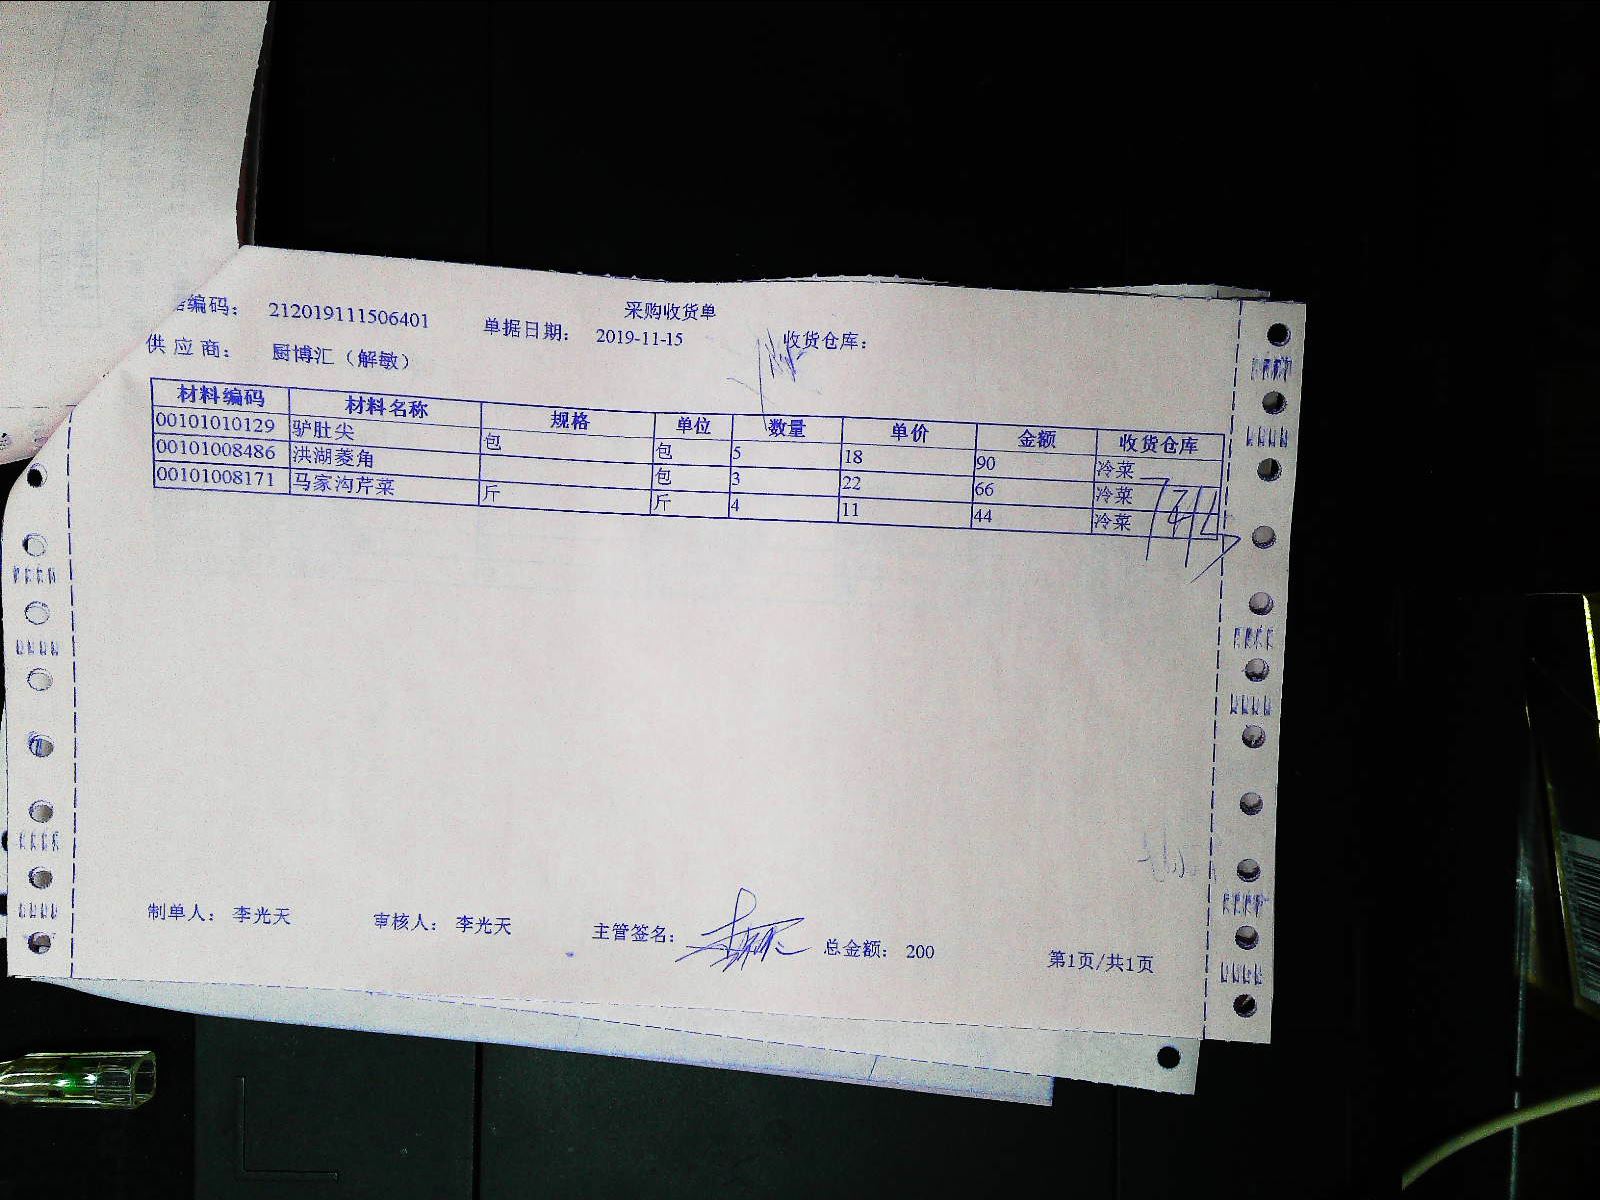 采购收货单
编码: 212019111506401 单据日期: 2019-11-15 收货仓库:
供应商: 厨博汇（解敏）
材料编码 材料名称 规格 单位 数量 单价 金额 收货仓库
00101010129 驴肚尖 包 包 5 18 90 冷菜
00101008486 洪湖菱角 包 3 22 66 冷菜
00101008171 马家沟芹菜 斤 斤 4 11 44 冷菜
制单人: 李光天 审核人: 李光天 主管签名: 总金额: 200 第1页/共1页